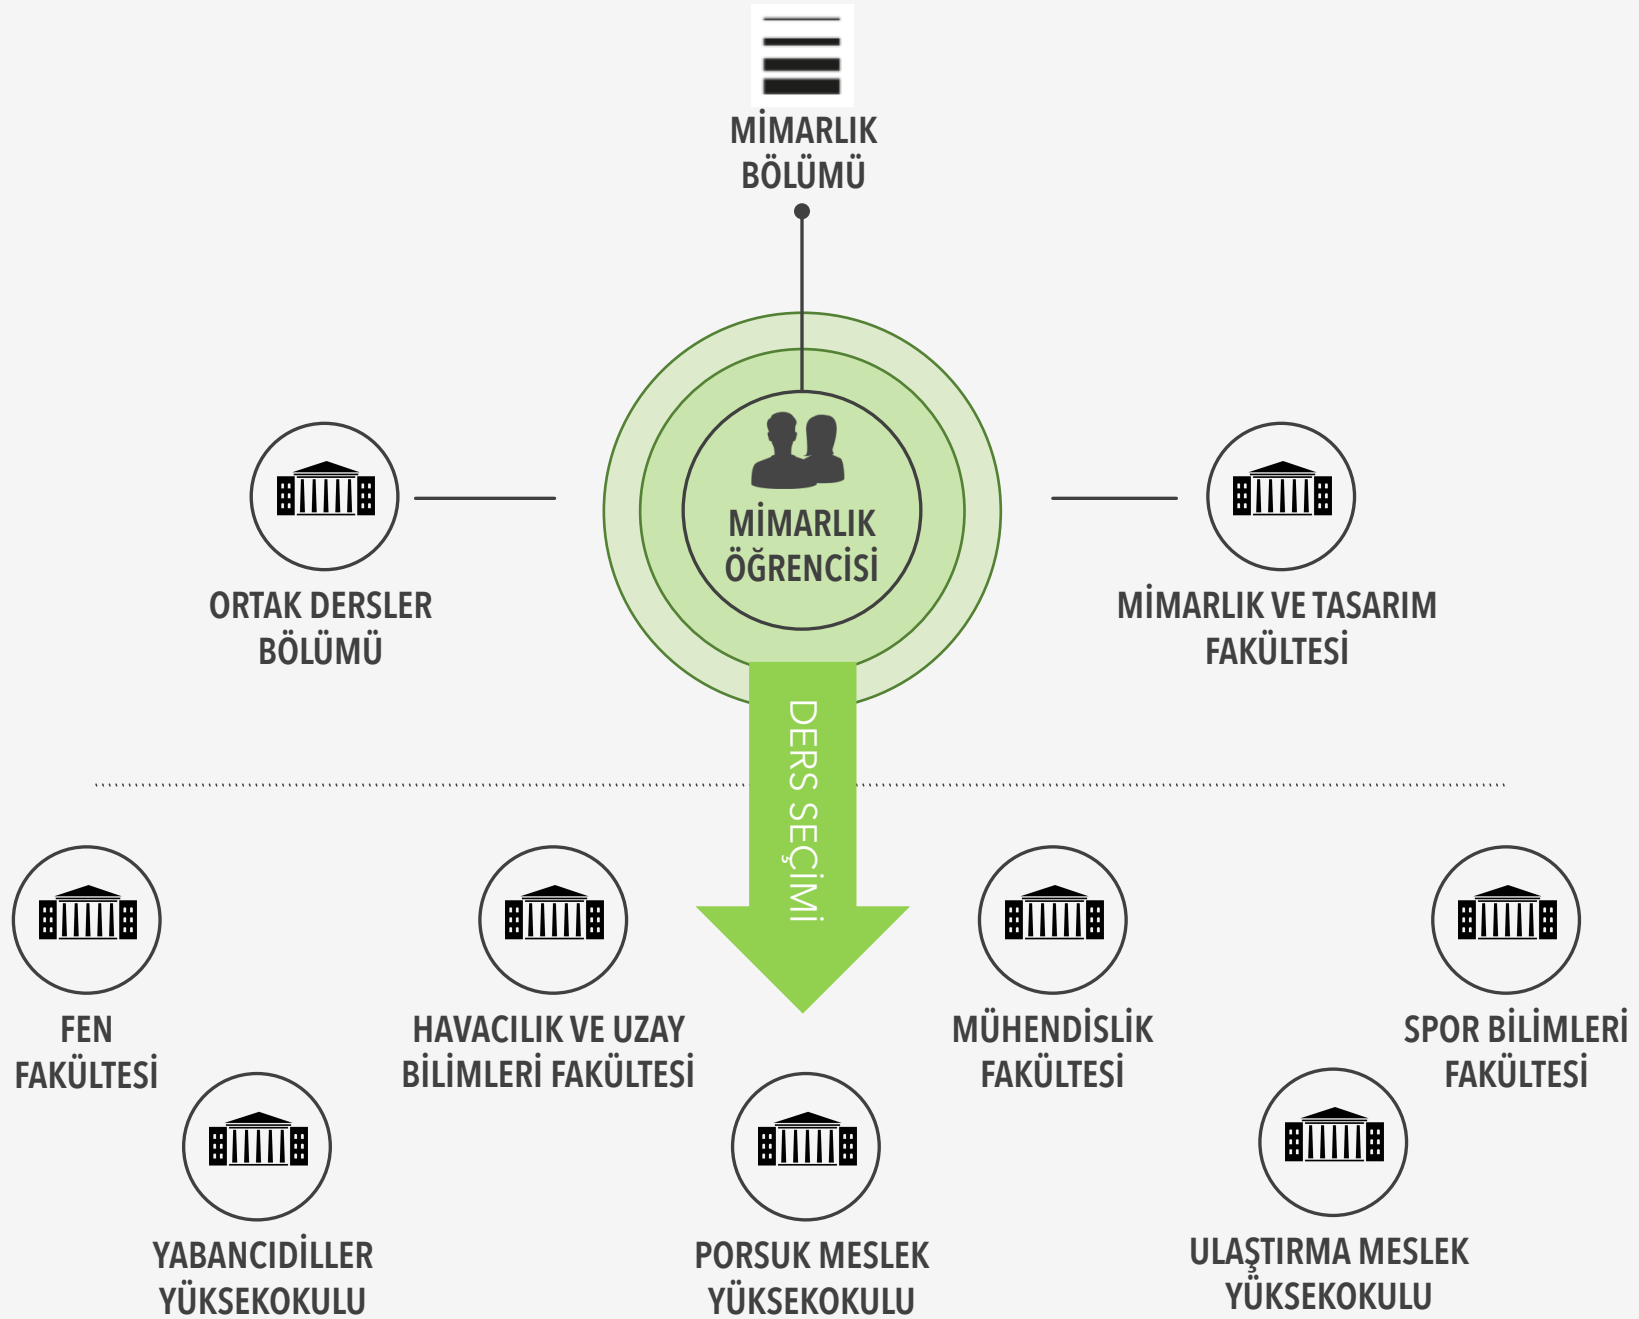 MİMARLIK
BÖLÜMÜ
MİMARLIK
ÖĞRENCİSİ
ORTAK DERSLER
BÖLÜMÜ
MİMARLIK VE TASARIM
FAKÜLTESİ
DERS SEÇİMİ
FEN
FAKÜLTESİ
HAVACILIK VE UZAY
BİLİMLERİ FAKÜLTESİ
MÜHENDİSLİK
FAKÜLTESİ
SPOR BİLİMLERİ
FAKÜLTESİ
YABANCIDİLLER
YÜKSEKOKULU
PORSUK MESLEK
YÜKSEKOKULU
ULAŞTIRMA MESLEK
YÜKSEKOKULU